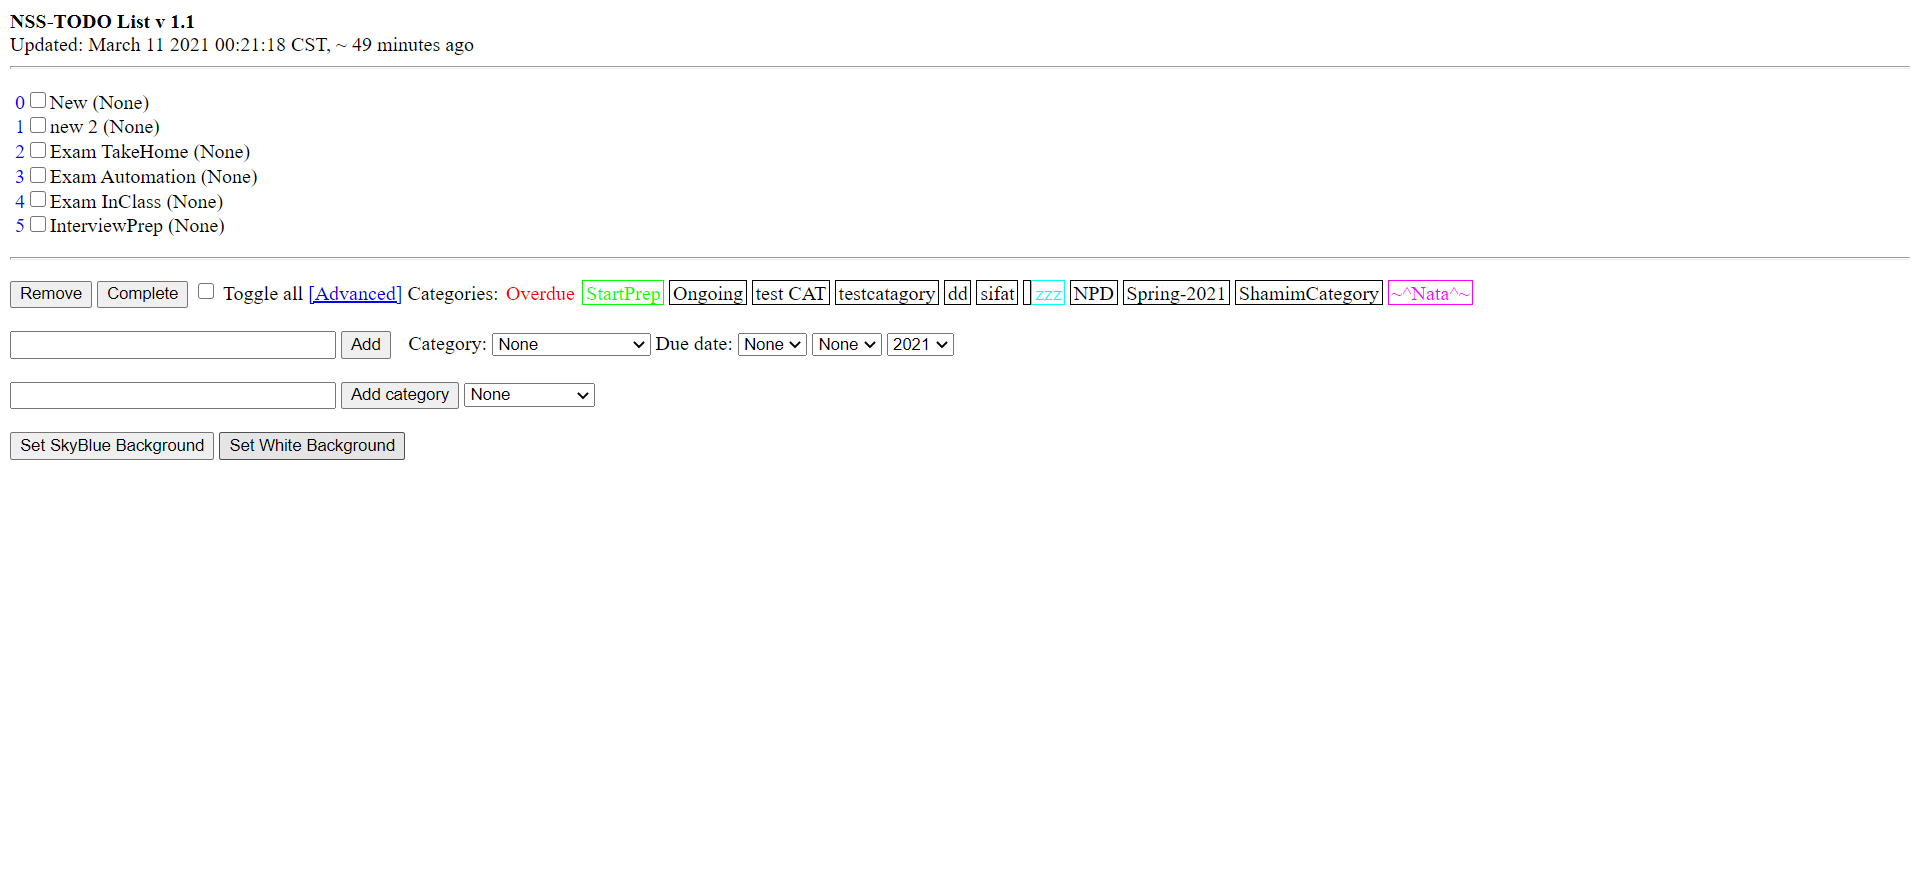 NSS-TODO List v 1.1
Updated: March 11 2021 00:21:18 CST, ~ 49 minutes ago
0 New (None)
1 new 2 (None)
2 Exam TakeHome (None)
3 Exam Automation (None)
4 Exam InClass (None)
5 InterviewPrep (None)
Remove Complete Toggle all [Advanced] Categories: Overdue StartPrep Ongoing test CAT testcatagory dd sifat zzz NPD Spring-2021 ShamimCategory ~^Nata^~
Add Category: None Due date: None None 2021
Add category None
Set SkyBlue Background Set White Background